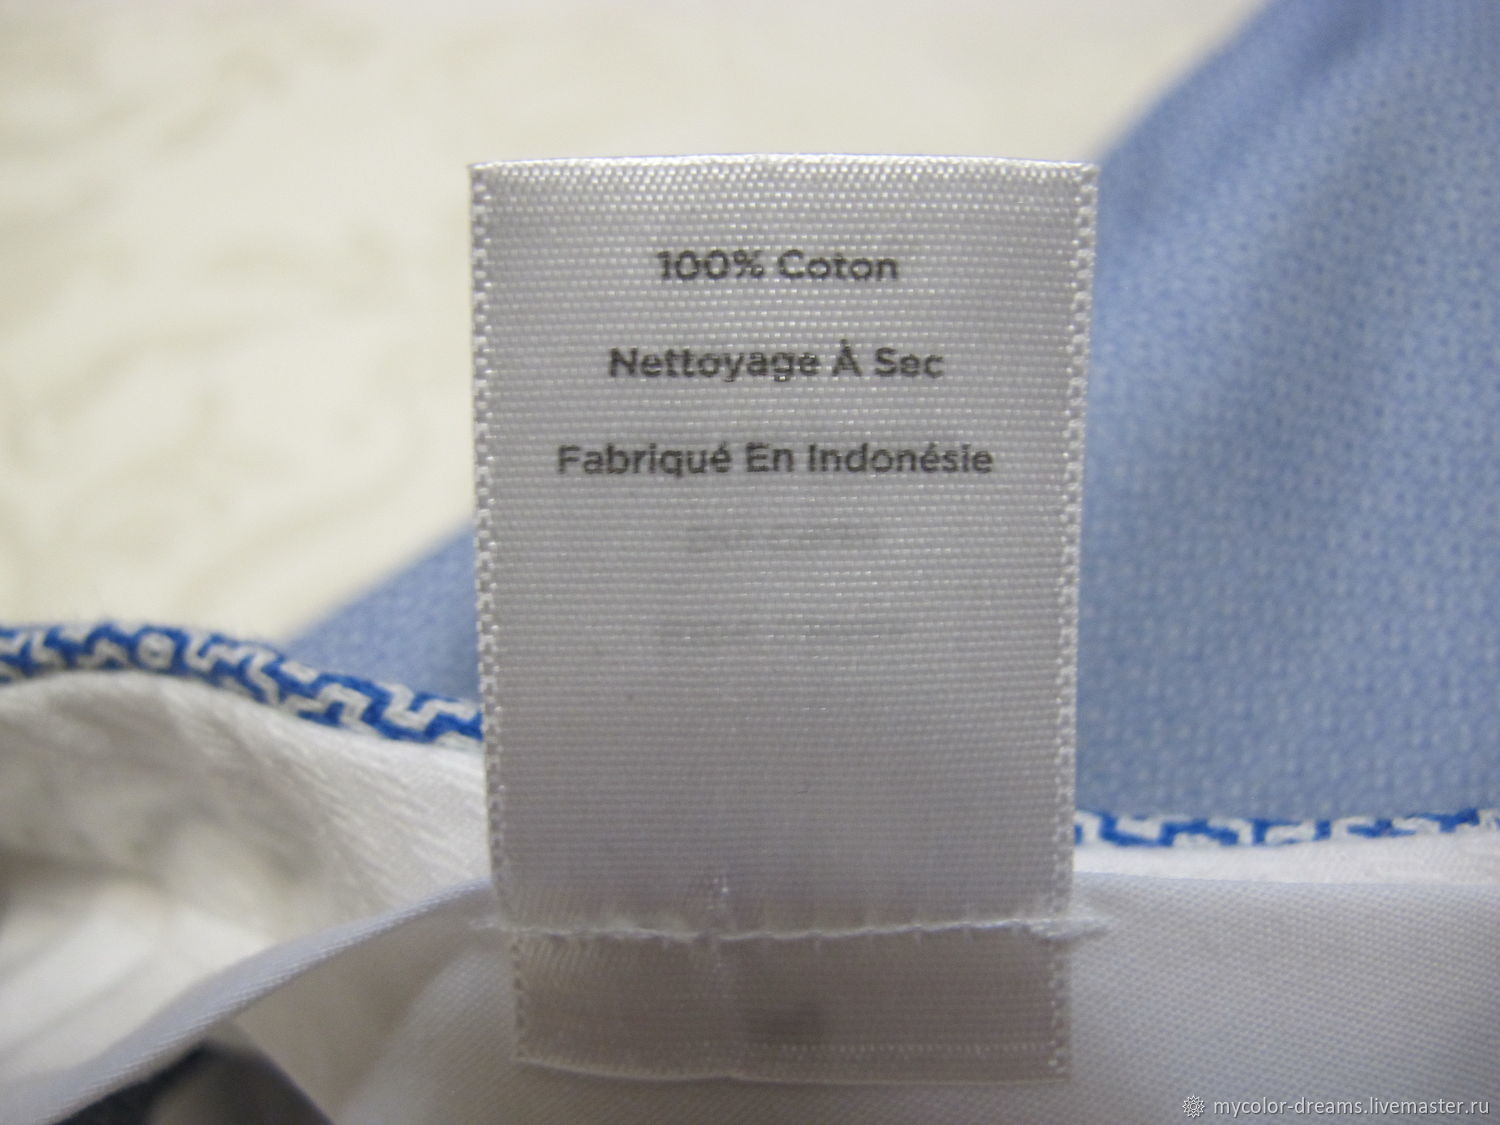 100% Coton
Nettoyage À Sec
Fabriqué En Indonésie
mycolor-dreams.livemaster.ru